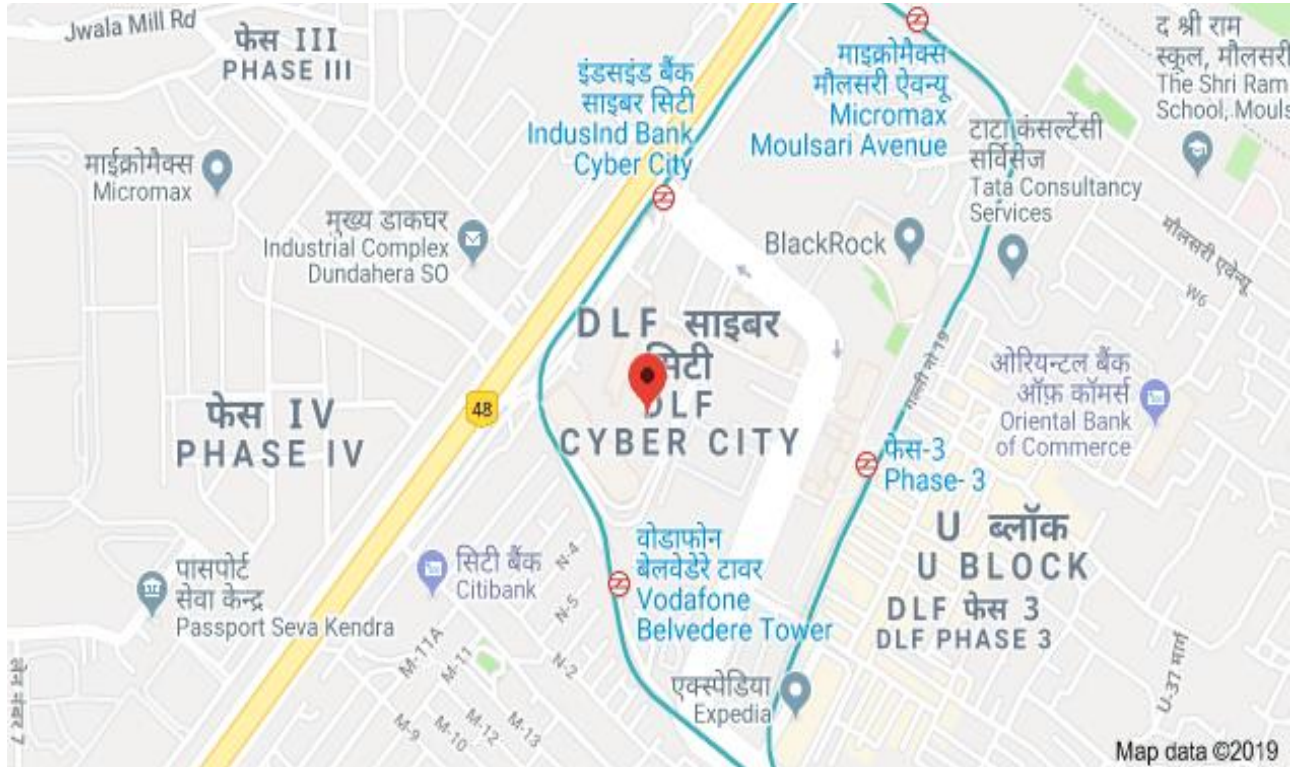 Jwala Mill Rd
फेस III
PHASE III
इंडसइंड बैंक
साइबर सिटी
IndusInd Bank
Cyber City
माइक्रोमैक्स
मौलसरी ऐवन्यू
Micromax
Moulsari Avenue
द श्री राम
स्कूल, मौलसरी
The Shri Ram
School, Mouls
टाटा कंसल्टेंसी
सर्विसेज
Tata Consultancy
Services
माईक्रोमैक्स
Micromax
मुख्य डाकघर
Industrial Complex
Dundahera SO
BlackRock
मौलसरी एवेन्यू
W6
DLF साइबर
सिटी
DLF
CYBER CITY
गल्ली नो 19
ओरियन्टल बैंक
ऑफ़ कॉमर्स
Oriental Bank
of Commerce
48
फेस IV
PHASE IV
फेस-3
Phase- 3
U ब्लॉक
U BLOCK
DLF फेस 3
DLF PHASE 3
वोडाफोन
बेलवेडेरे टावर
Vodafone
Belvedere Tower
सिटी बैंक
Citibank
पासपोर्ट
सेवा केन्द्र
Passport Seva Kendra
N-4
N-5
N-2
M-11A
M-11
M-9
M-10
M-12
M-13
एक्स्पेडिया
Expedia
U-37 मार्ग
लेन नंबर 7
Map data ©2019